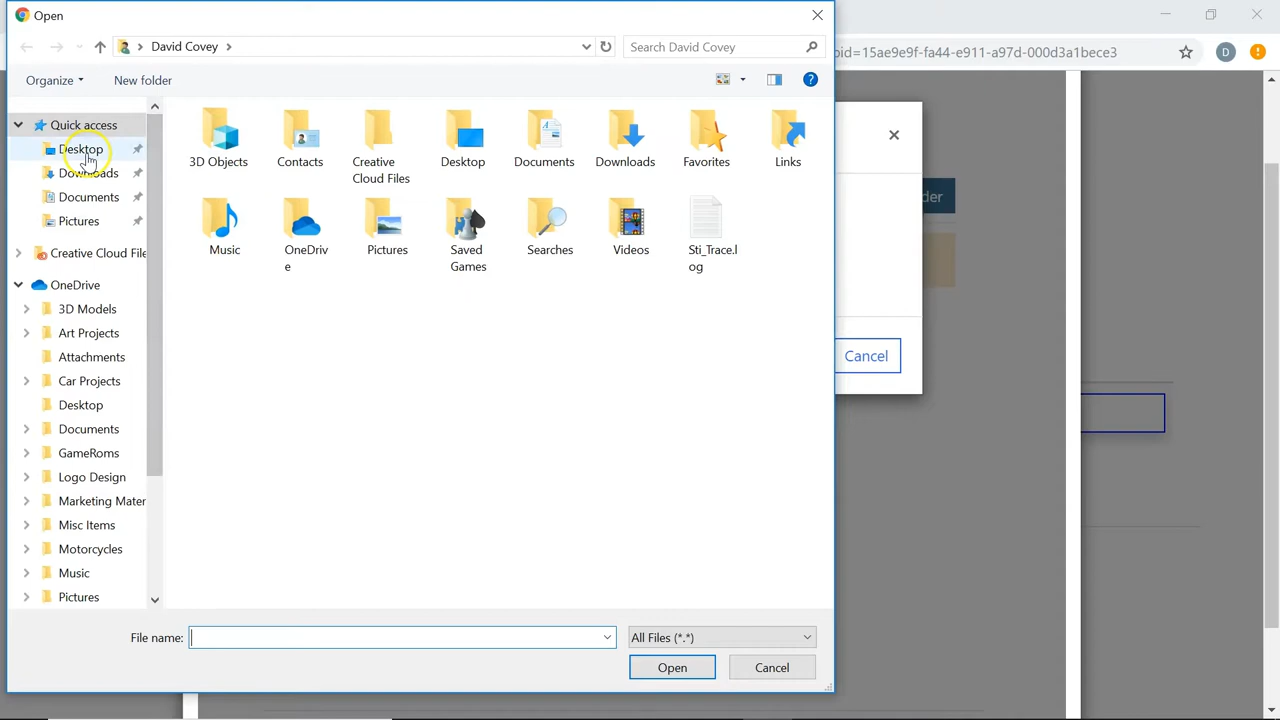 Open
David Covey
Search David Covey
bid=15ae9e9f-fa44-e911-a97d-000d3a1bece3
D
Organize
New folder
Quick access
Desktop
Downloads
Documents
Pictures
Creative Cloud File
OneDrive
3D Models
Art Projects
Attachments
Car Projects
Desktop
Documents
GameRoms
Logo Design
Marketing Mater
Misc Items
Motorcycles
Music
Pictures
3D Objects
Contacts
Creative
Cloud Files
Desktop
Documents
Downloads
Favorites
Links
Music
OneDriv
e
Pictures
Saved
Games
Searches
Videos
Sti_Trace.l
og
der
Cancel
File name:
All Files (*.*)
Open
Cancel